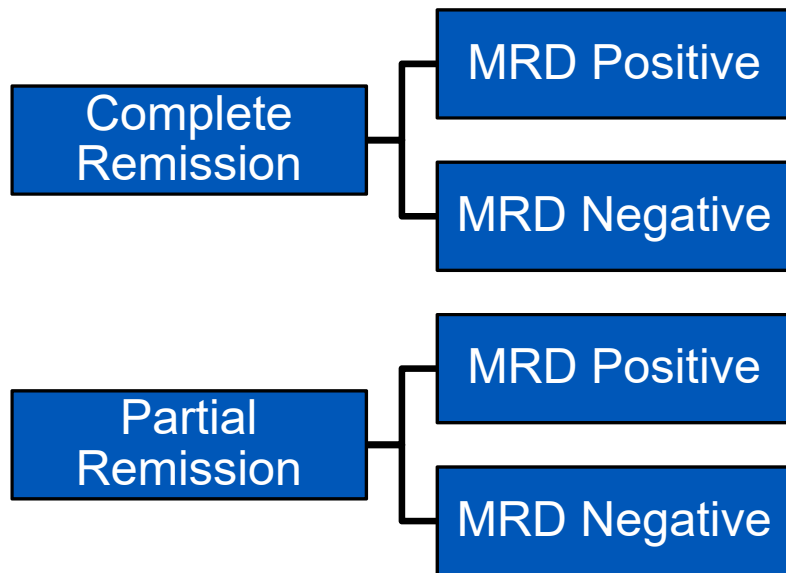 Complete
Remission
MRD Positive
MRD Negative
Partial
Remission
MRD Positive
MRD Negative